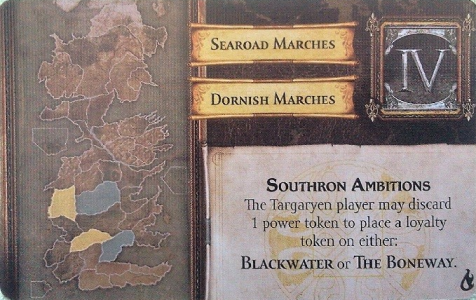 SEAROAD MARCHES
DORNISH MARCHES
IV
SOUTHRON AMBITIONS
The Targaryen player may discard
1 power token to place a loyalty
token on either:
BLACKWATER or THE BONEWAY.